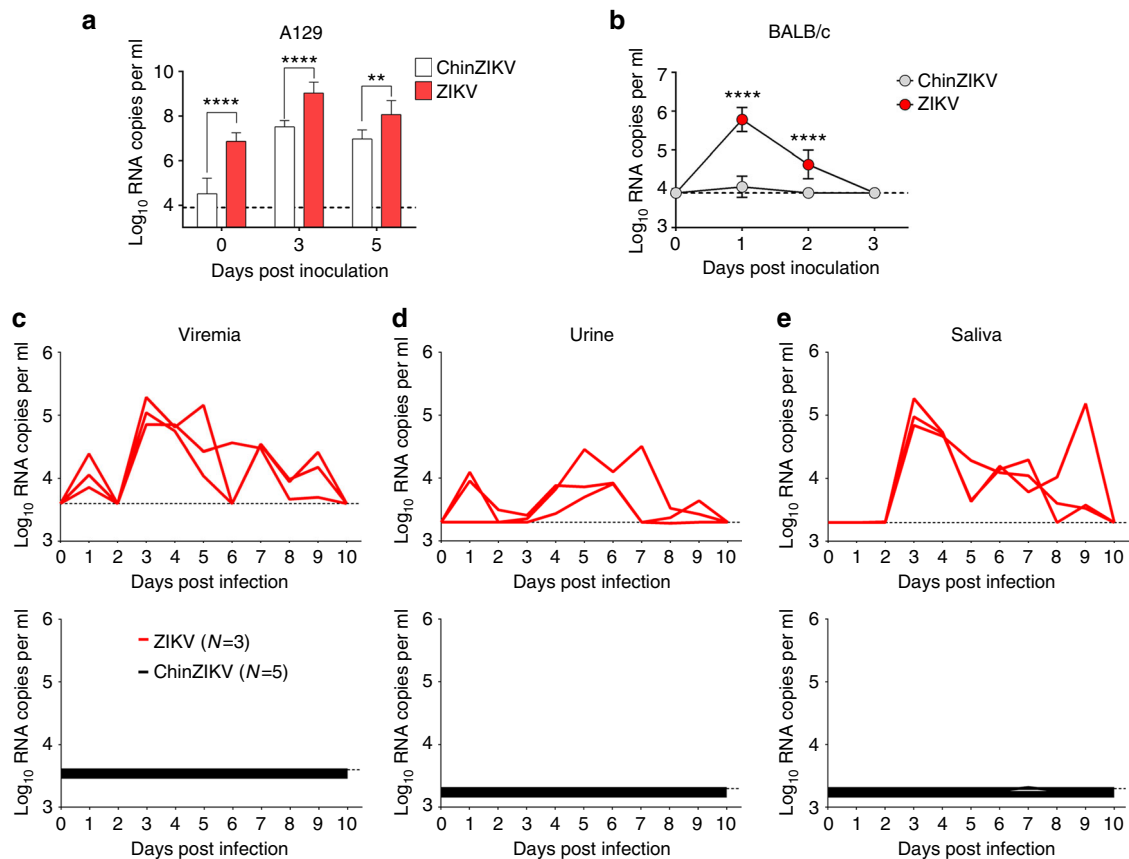 a
A129
Log10 RNA copies per ml
10
8
6
4
****
****
**
ChinZIKV
ZIKV
0 3 5
Days post inoculation
b
BALB/c
Log10 RNA copies per ml
7
6
5
4
3
****
****
ChinZIKV
ZIKV
0 1 2 3
Days post inoculation
c
Viremia
Log10 RNA copies per ml
6
5
4
3
0 1 2 3 4 5 6 7 8 9 10
Days post infection
d
Urine
Log10 RNA copies per ml
6
5
4
3
0 1 2 3 4 5 6 7 8 9 10
Days post infection
e
Saliva
Log10 RNA copies per ml
6
5
4
3
0 1 2 3 4 5 6 7 8 9 10
Days post infection
Log10 RNA copies per ml
6
5
4
3
ZIKV (N=3)
ChinZIKV (N=5)
0 1 2 3 4 5 6 7 8 9 10
Days post infection
Log10 RNA copies per ml
6
5
4
3
0 1 2 3 4 5 6 7 8 9 10
Days post infection
Log10 RNA copies per ml
6
5
4
3
0 1 2 3 4 5 6 7 8 9 10
Days post infection